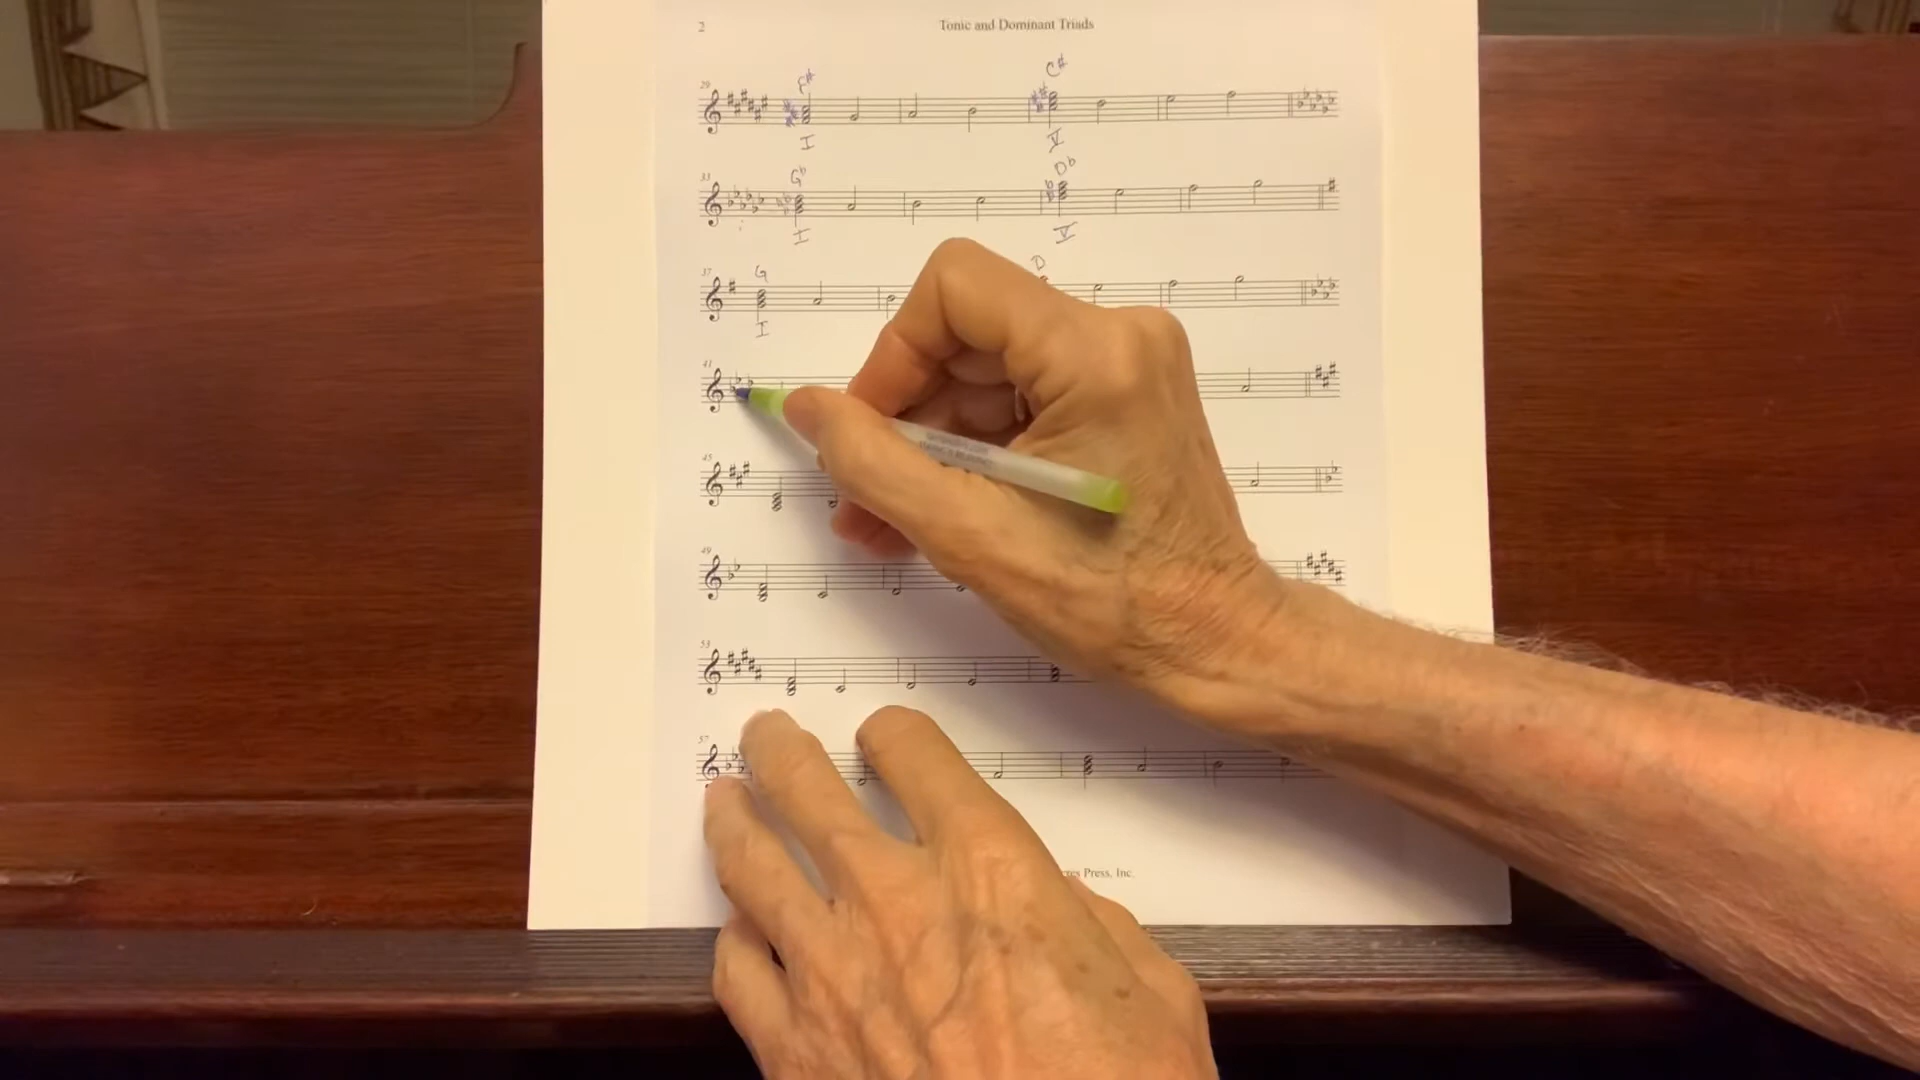 2 Tonic and Dominant Triads
29 F# C#
I V
33 Gb Db
I V
37 G D
I
41
45
49
53
57
Press, Inc.